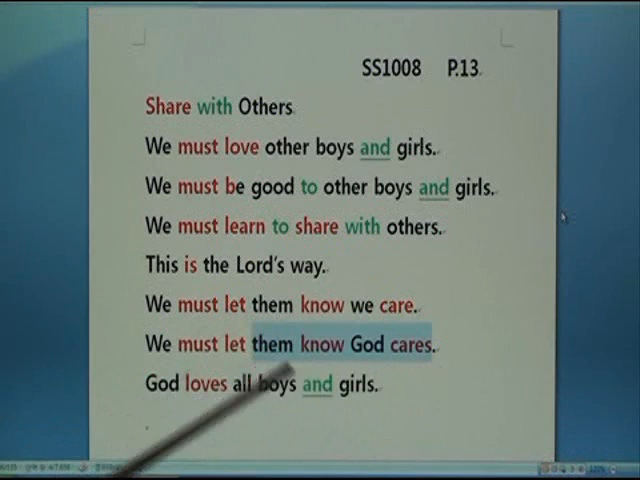 SS1008 P.13
Share with Others
We must love other boys and girls.
We must be good to other boys and girls.
We must learn to share with others.
This is the Lord's way.
We must let them know we care.
We must let them know God cares.
God loves all boys and girls.